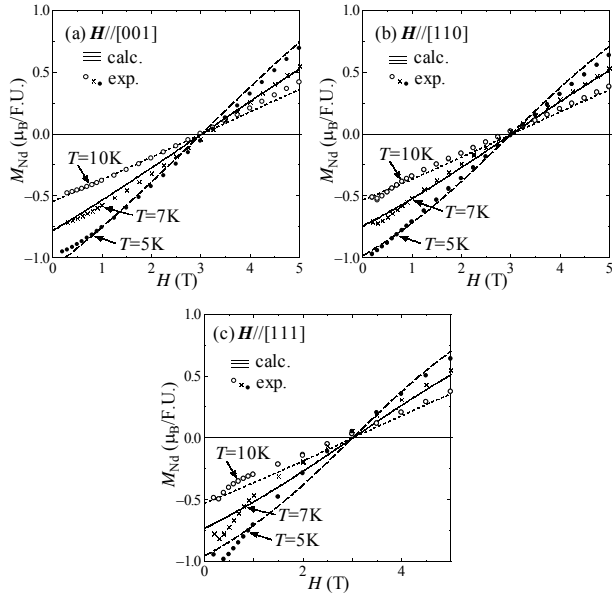 (a) H//[001]
calc.
exp.
T=10K
T=7K
T=5K
M_Nd (μ_B/F.U.)
1.0
0.5
0.0
−0.5
−1.0
0 1 2 3 4 5
H (T)
(b) H//[110]
calc.
exp.
T=10K
T=7K
T=5K
M_Nd (μ_B/F.U.)
1.0
0.5
0.0
−0.5
−1.0
0 1 2 3 4 5
H (T)
(c) H//[111]
calc.
exp.
T=10K
T=7K
T=5K
M_Nd (μ_B/F.U.)
1.0
0.5
0.0
−0.5
−1.0
0 2 4
H (T)